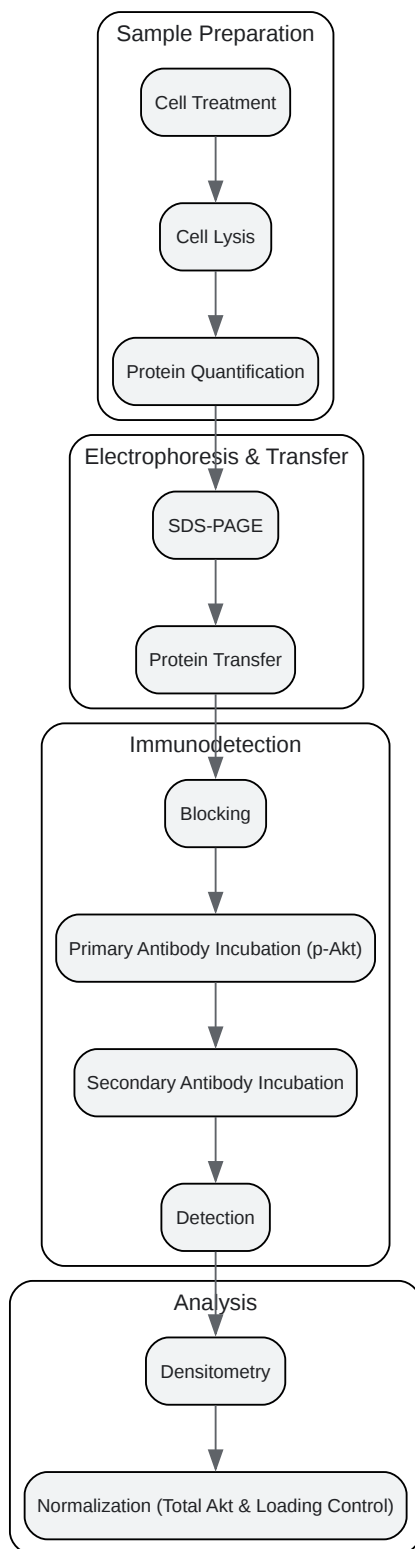 Sample Preparation
Cell Treatment
Cell Lysis
Protein Quantification
Electrophoresis & Transfer
SDS-PAGE
Protein Transfer
Immunodetection
Blocking
Primary Antibody Incubation (p-Akt)
Secondary Antibody Incubation
Detection
Analysis
Densitometry
Normalization (Total Akt & Loading Control)